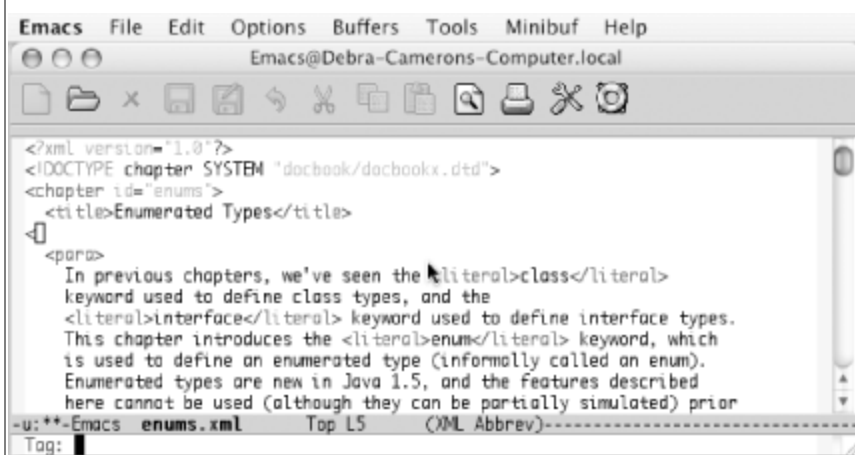 Emacs File Edit Options Buffers Tools Minibuf Help
Emacs@Debra-Camerons-Computer.local
<?xml version="1.0"?>
<!DOCTYPE chapter SYSTEM "docbook/docbookx.dtd">
<chapter id="enums">
<title>Enumerated Types</title>
<
<para>
In previous chapters, we've seen the <literal>class</literal>
keyword used to define class types, and the
<literal>interface</literal> keyword used to define interface types.
This chapter introduces the <literal>enum</literal> keyword, which
is used to define an enumerated type (informally called an enum).
Enumerated types are new in Java 1.5, and the features described
here cannot be used (although they can be partially simulated) prior
-u:**-Emacs enums.xml Top L5 (XML Abbrev)--------------------------------
Tag: